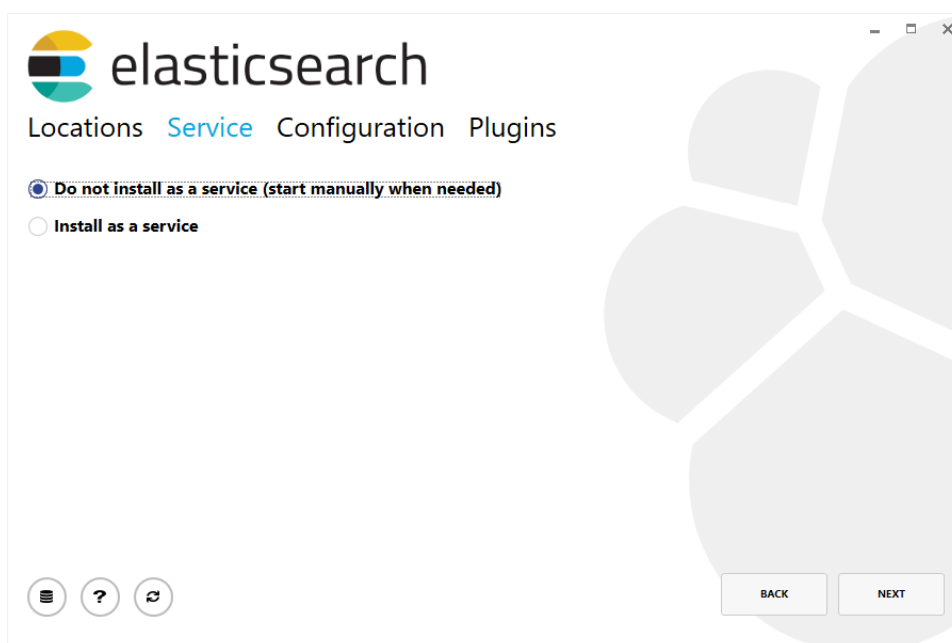 elasticsearch
Locations Service Configuration Plugins
Do not install as a service (start manually when needed)
Install as a service
? BACK NEXT